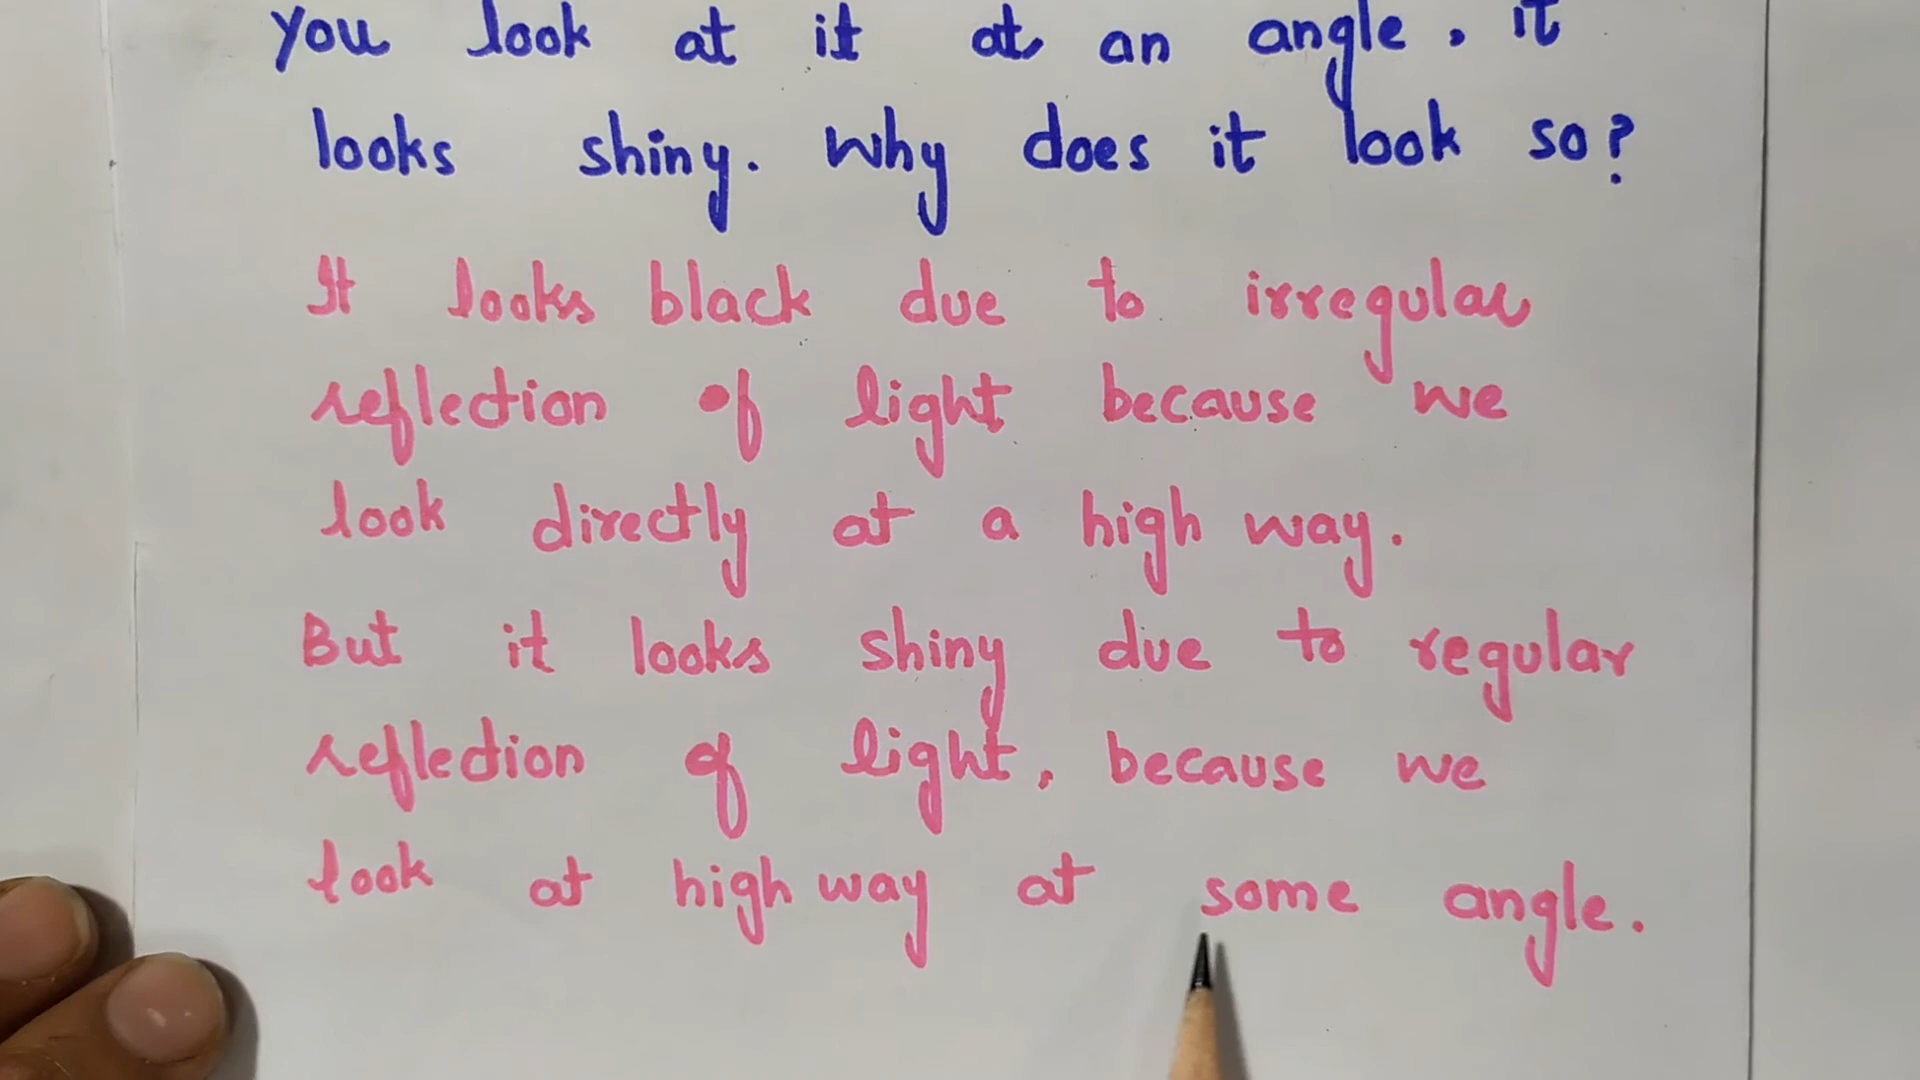 you look at it at an angle, it
looks shiny. Why does it look so?
It looks black due to irregular
reflection of light because we
look directly at a high way.
But it looks shiny due to regular
reflection of light, because we
look at high way at some angle.